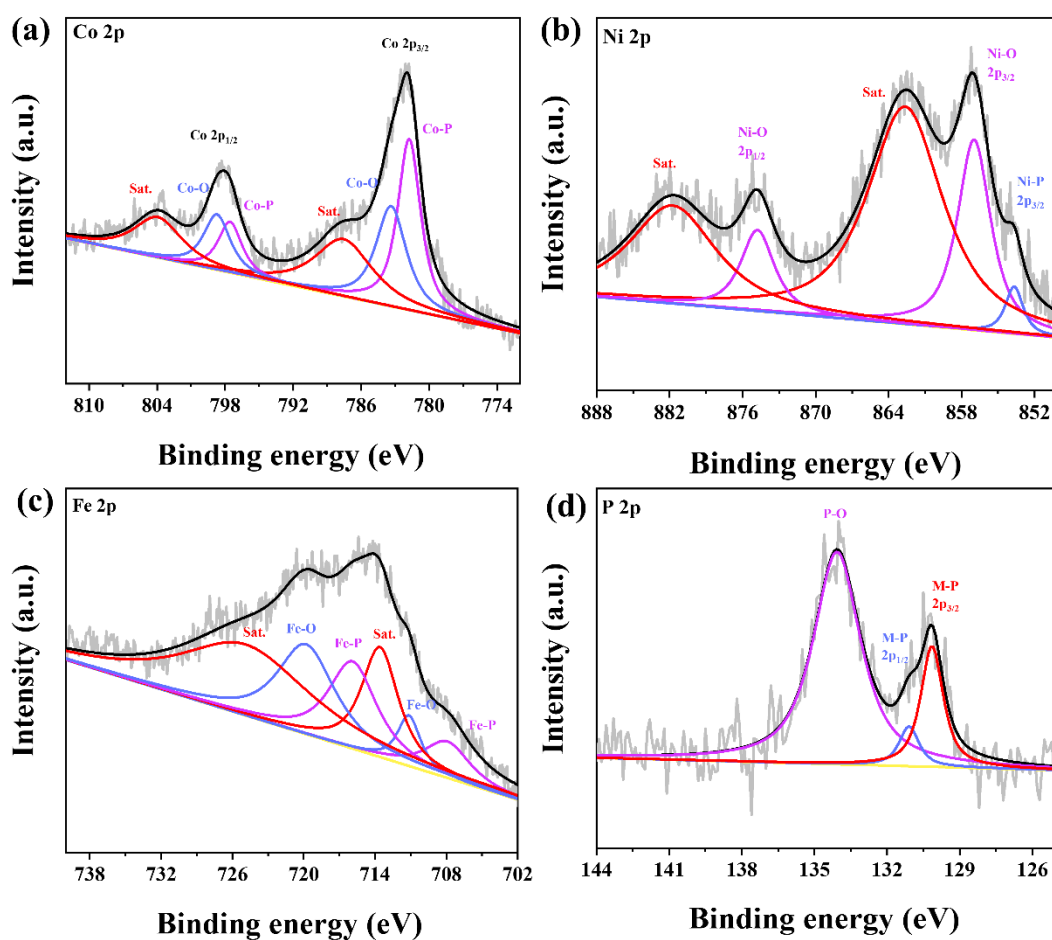 (a)
Co 2p
Co 2p3/2
Co 2p1/2
Co-P
Sat.
Co-O
Co-P
Sat.
Co-O
Intensity (a.u.)
810 804 798 792 786 780 774
Binding energy (eV)
(b)
Ni 2p
Ni-O
2p3/2
Sat.
Ni-O
2p1/2
Sat.
Ni-P
2p3/2
Intensity (a.u.)
888 882 876 870 864 858 852
Binding energy (eV)
(c)
Fe 2p
Sat.
Fe-O
Fe-P
Sat.
Fe-O
Fe-P
Intensity (a.u.)
738 732 726 720 714 708 702
Binding energy (eV)
(d)
P 2p
P-O
M-P
2p3/2
M-P
2p1/2
Intensity (a.u.)
144 141 138 135 132 129 126
Binding energy (eV)